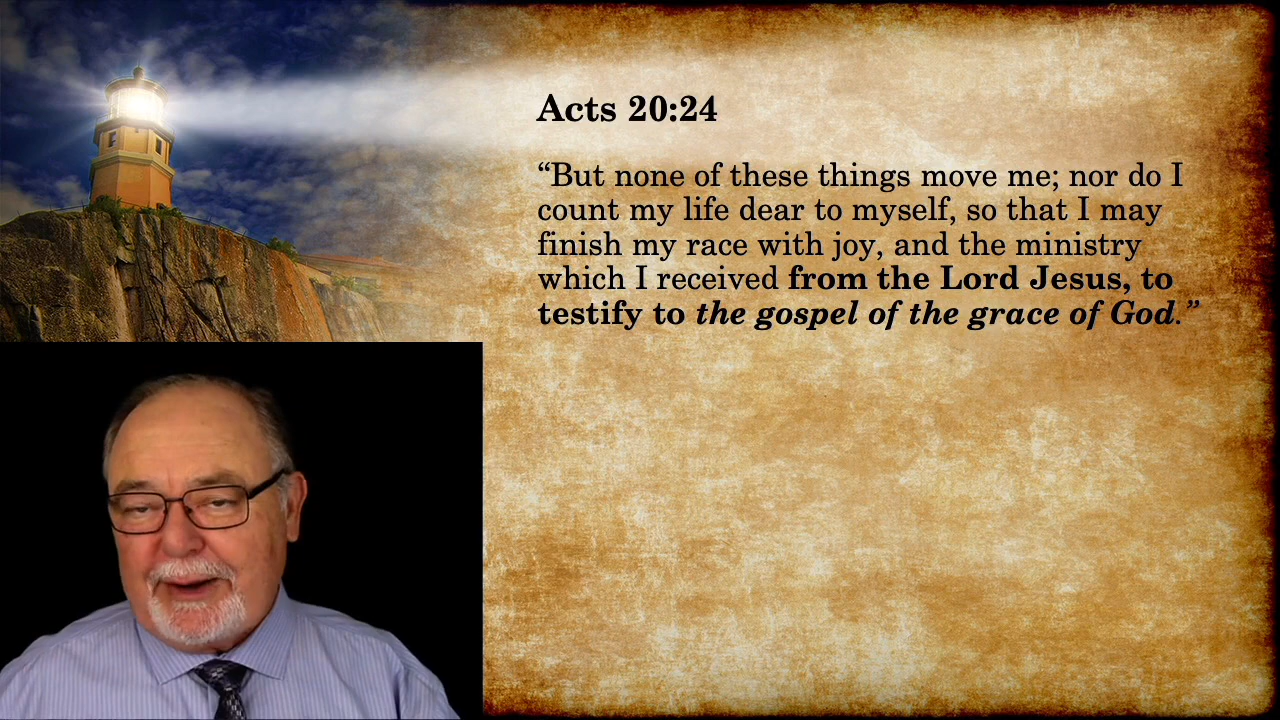 Acts 20:24
“But none of these things move me; nor do I
count my life dear to myself, so that I may
finish my race with joy, and the ministry
which I received from the Lord Jesus, to
testify to the gospel of the grace of God.”